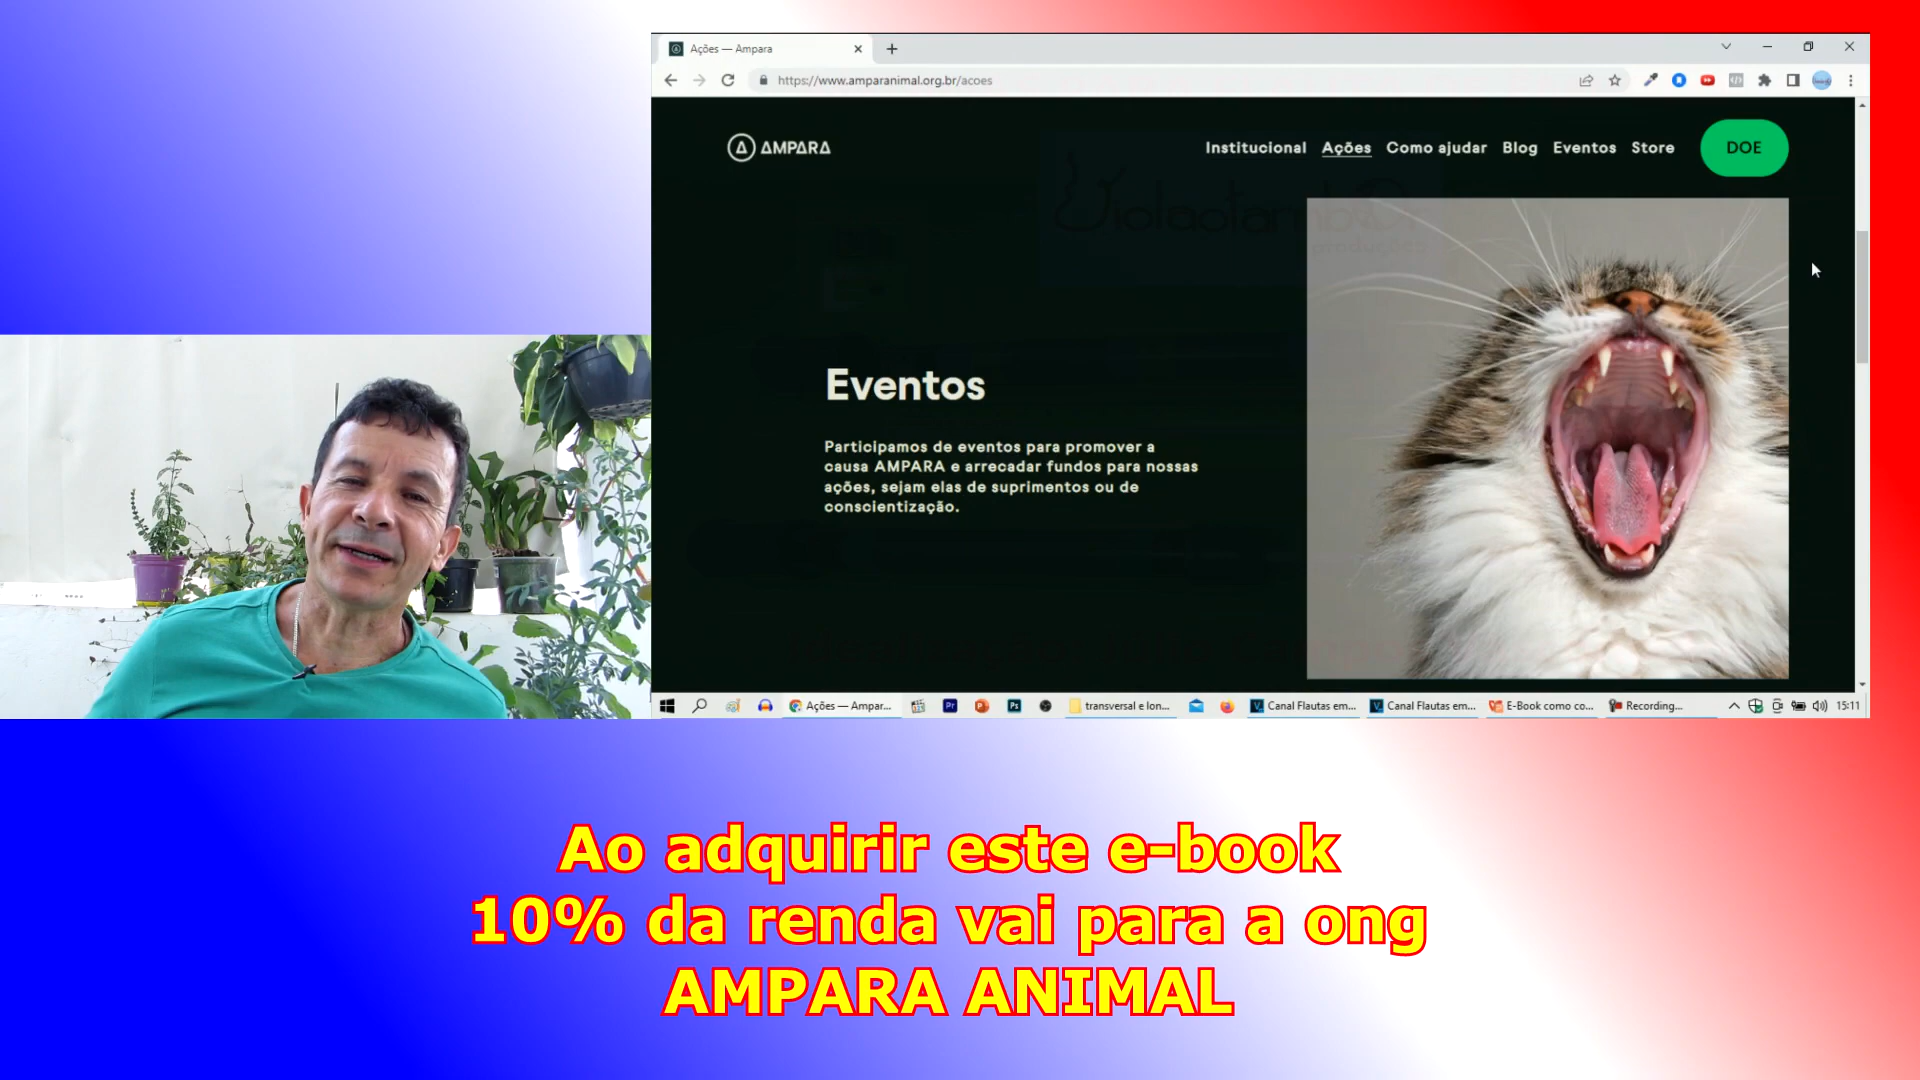 Ações — Ampara
https://www.amparanimal.org.br/acoes
AMPARA
Institucional Ações Como ajudar Blog Eventos Store DOE
Eventos
Participamos de eventos para promover a
causa AMPARA e arrecadar fundos para nossas
ações, sejam elas de suprimentos ou de
conscientização.
Ações — Ampar... Pr Ps transversal e lon... Canal Flautas em... Canal Flautas em... E-Book como co... Recording... 15:11
Ao adquirir este e-book
10% da renda vai para a ong
AMPARA ANIMAL